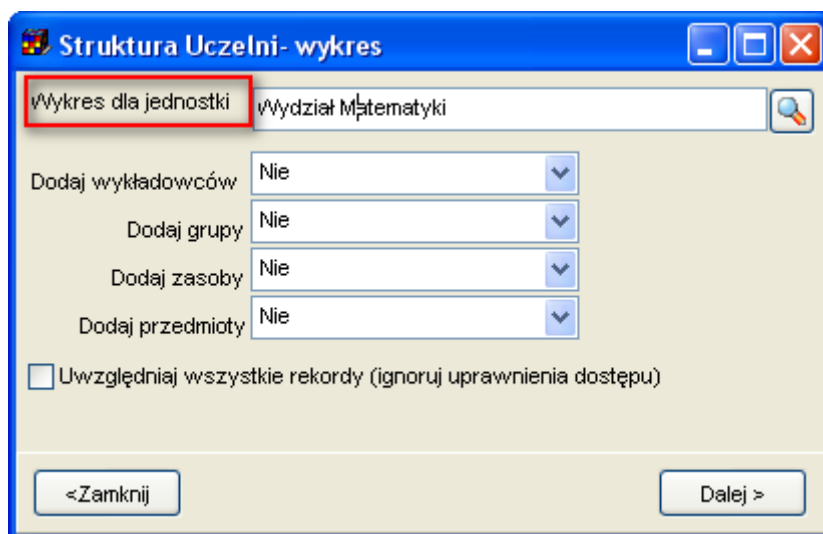 Struktura Uczelni- wykres
Wykres dla jednostki Wydział Matematyki
Dodaj wykładowców Nie
Dodaj grupy Nie
Dodaj zasoby Nie
Dodaj przedmioty Nie
Uwzględniaj wszystkie rekordy (ignoruj uprawnienia dostępu)
<Zamknij Dalej >